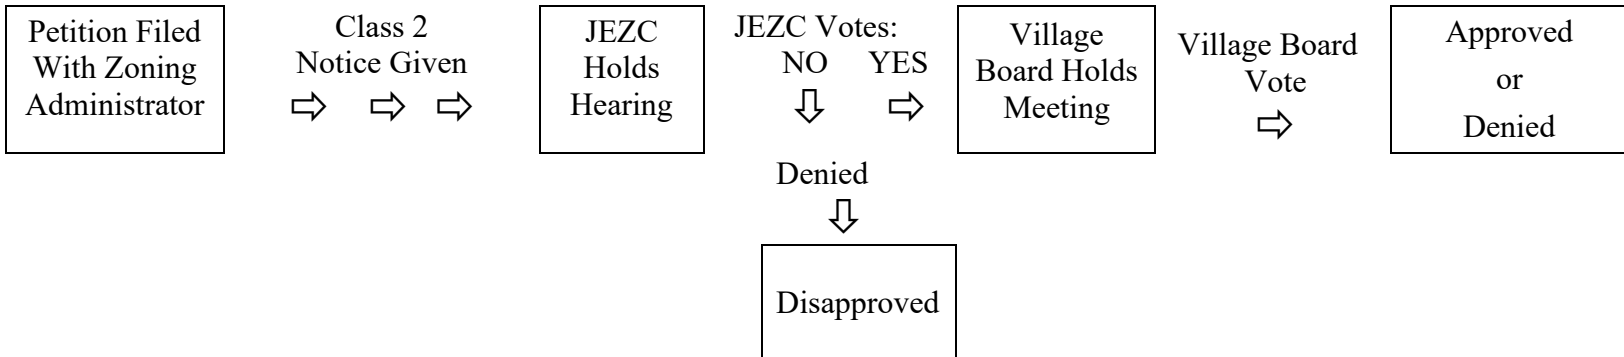 Petition Filed
With Zoning
Administrator
Class 2
Notice Given
JEZC
Holds
Hearing
JEZC Votes:
NO YES
Denied
Disapproved
Village
Board Holds
Meeting
Village Board
Vote
Approved
or
Denied